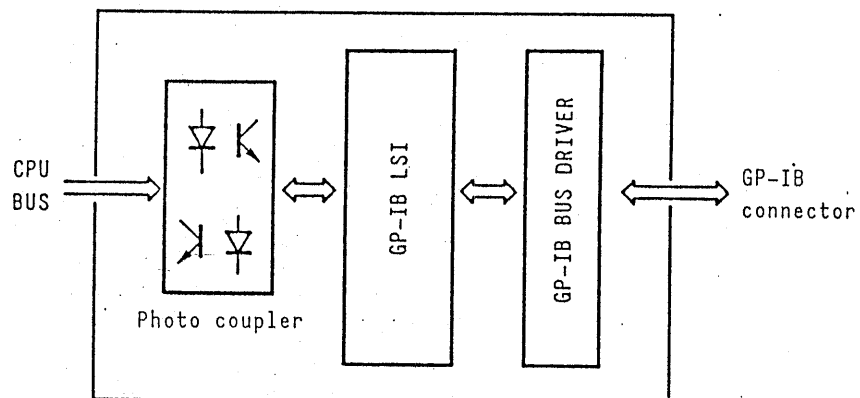 CPU
BUS
Photo coupler
GP-IB LSI
GP-IB BUS DRIVER
GP-IB
connector